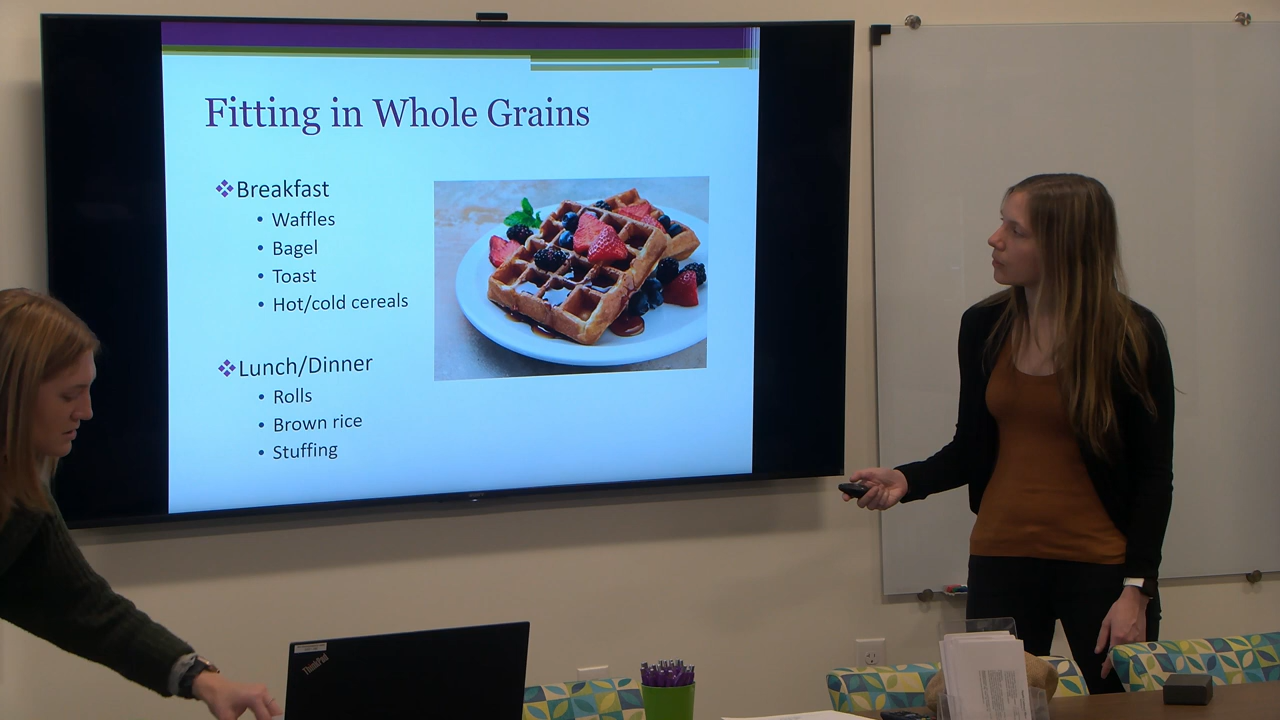 Fitting in Whole Grains
❖Breakfast
• Waffles
• Bagel
• Toast
• Hot/cold cereals
❖Lunch/Dinner
• Rolls
• Brown rice
• Stuffing
ThinkPad